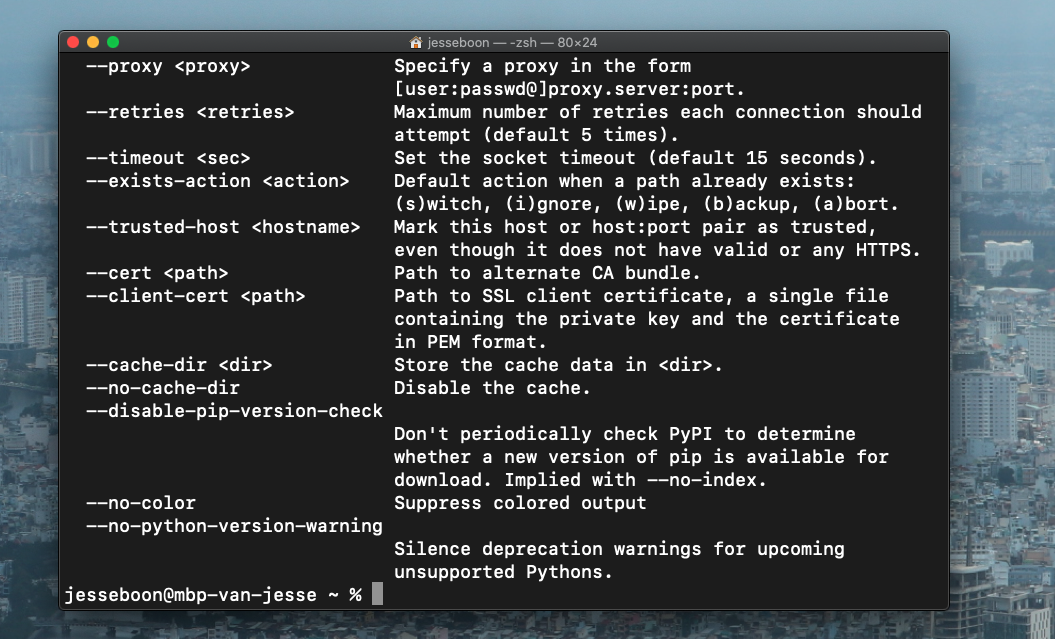 jesseboon — -zsh — 80×24
--proxy <proxy> Specify a proxy in the form
[user:passwd@]proxy.server:port.
--retries <retries> Maximum number of retries each connection should
attempt (default 5 times).
--timeout <sec> Set the socket timeout (default 15 seconds).
--exists-action <action> Default action when a path already exists:
(s)witch, (i)gnore, (w)ipe, (b)ackup, (a)bort.
--trusted-host <hostname> Mark this host or host:port pair as trusted,
even though it does not have valid or any HTTPS.
--cert <path> Path to alternate CA bundle.
--client-cert <path> Path to SSL client certificate, a single file
containing the private key and the certificate
in PEM format.
--cache-dir <dir> Store the cache data in <dir>.
--no-cache-dir Disable the cache.
--disable-pip-version-check
Don't periodically check PyPI to determine
whether a new version of pip is available for
download. Implied with --no-index.
--no-color Suppress colored output
--no-python-version-warning
Silence deprecation warnings for upcoming
unsupported Pythons.
jesseboon@mbp-van-jesse ~ %